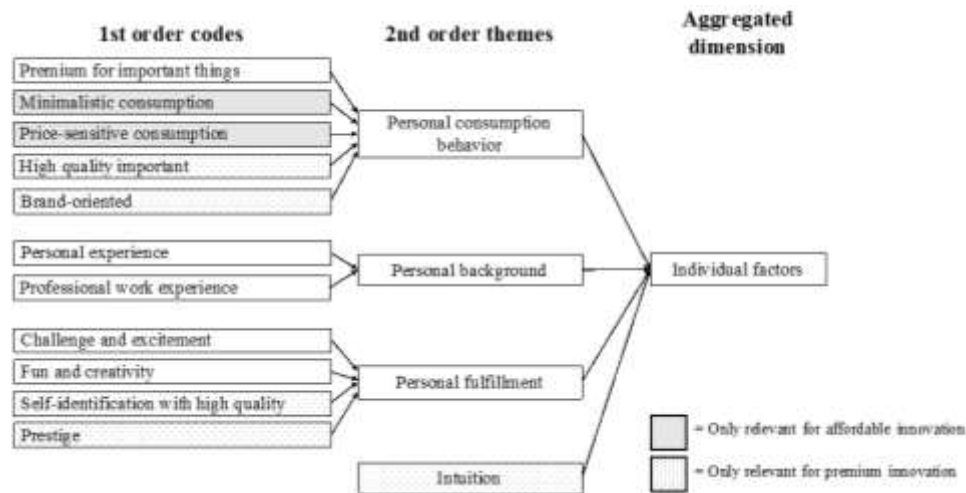 1st order codes
2nd order themes
Aggregated
dimension
Premium for important things
Minimalistic consumption
Price-sensitive consumption
High quality important
Brand-oriented
Personal consumption
behavior
Personal experience
Professional work experience
Personal background
Individual factors
Challenge and excitement
Fun and creativity
Self-identification with high quality
Prestige
Personal fulfillment
Intuition
= Only relevant for affordable innovation
= Only relevant for premium innovation